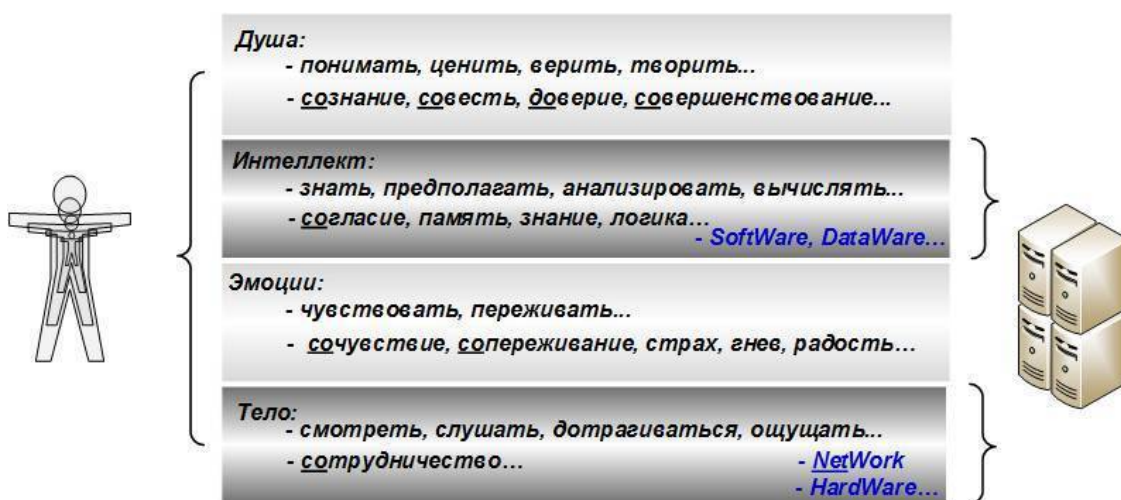 Душа:
- понимать, ценить, верить, творить...
- сознание, совесть, доверие, совершенствование...
Интеллект:
- знать, предполагать, анализировать, вычислять...
- согласие, память, знание, логика...
- SoftWare, DataWare...
Эмоции:
- чувствовать, переживать...
- сочувствие, сопереживание, страх, гнев, радость...
Тело:
- смотреть, слушать, дотрагиваться, ощущать...
- сотрудничество... - NetWork
- HardWare...